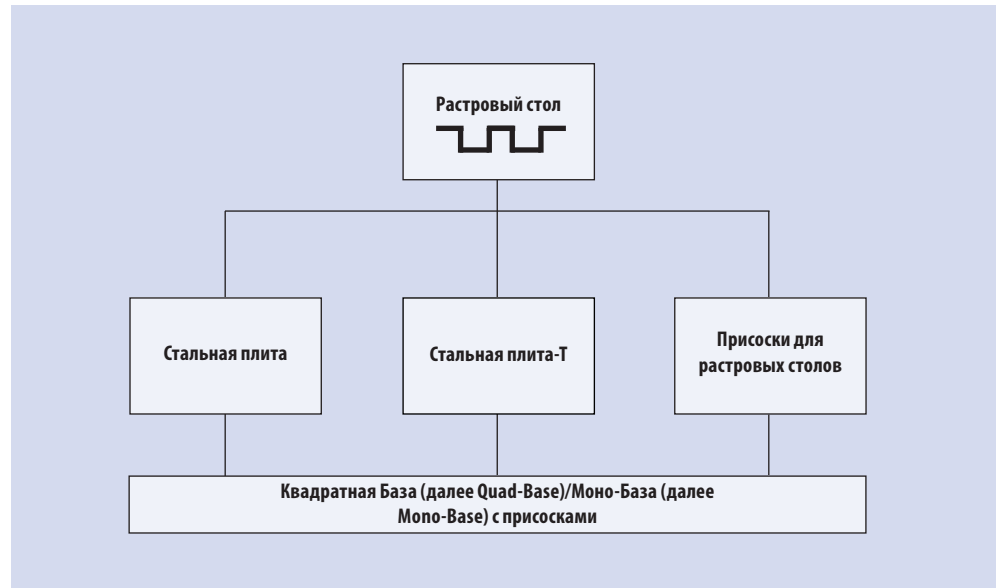 Растровый стол
Стальная плита
Стальная плита-Т
Присоски для
растровых столов
Квадратная База (далее Quad-Base)/Моно-База (далее
Mono-Base) с присосками